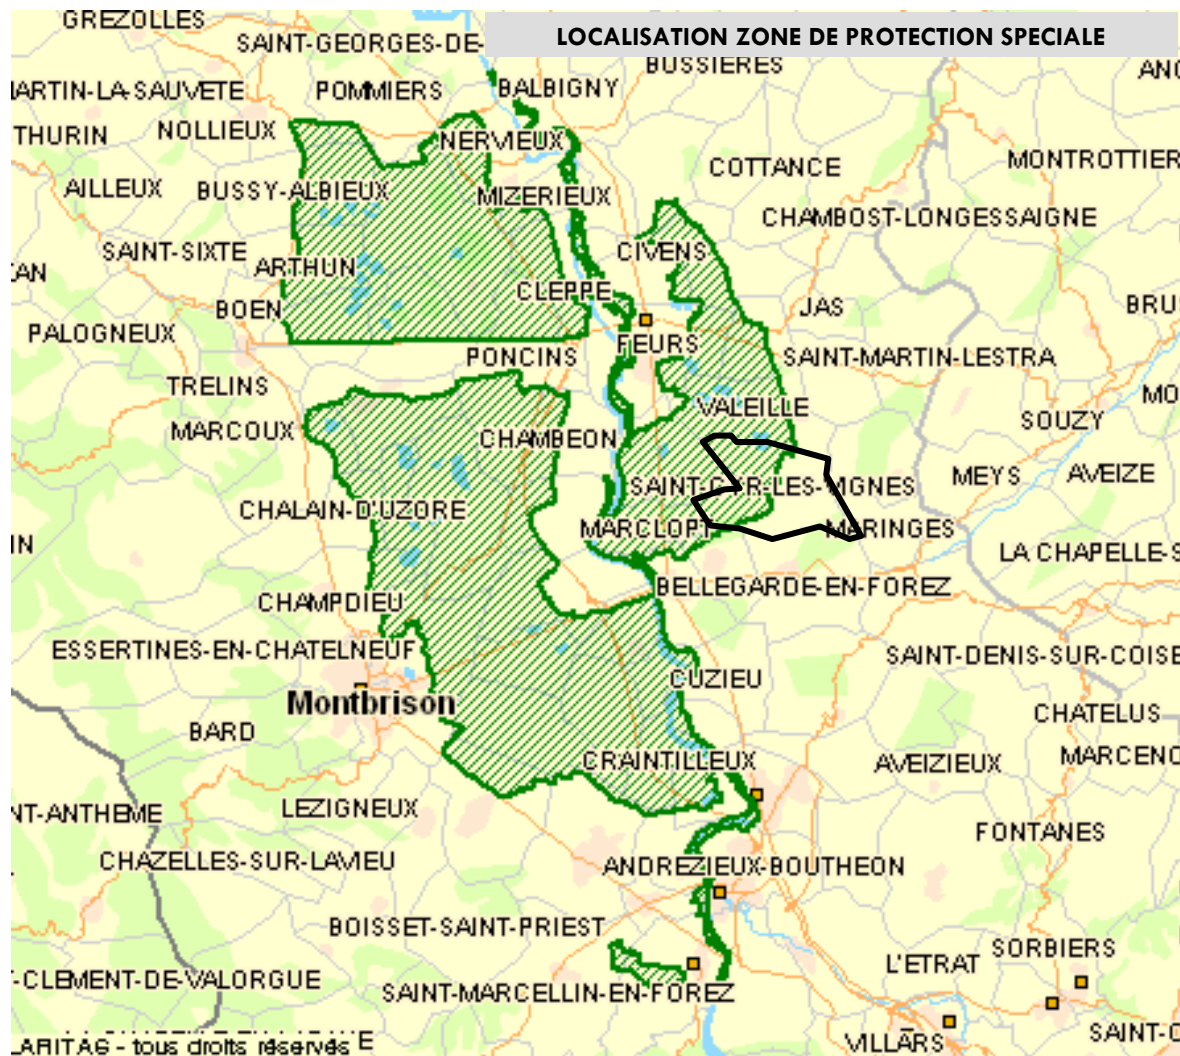 GREZOLLES
LOCALISATION ZONE DE PROTECTION SPECIALE
SAINT-GEORGES-DE-
BUSSIERES
ANC
ARTIN-LA-SAUVETE
POMMIERS
BALBIGNY
THURIN
NOLLIEUX
NERVIEUX
COTTANCE
MONTROTTIER
AILLEUX
BUSSY-ALBIEUX
MIZERIEUX
CHAMBOST-LONGESSAIGNE
SAINT-SIXTE
ARTHUN
CIVENS
AN
CLEPPE
BOEN
JAS
BRU
PALOGNEUX
FEURS
PONCINS
SAINT-MARTIN-LESTRA
TRELINS
MO
VALEILLE
SOUZY
MARCOUX
CHAMBEON
MEYS
AVEIZE
SAINT-CYR-LES-VIGNES
CHALAIN-D'UZORE
MARCLOPT
MARINGES
IN
LA CHAPELLE-S
BELLEGARDE-EN-FOREZ
CHAMPDIEU
ESSERTINES-EN-CHATELNEUF
SAINT-DENIS-SUR-COISE
CUZIEU
Montbrison
CHATELUS
BARD
MARCENO
CRAINTILLEUX
AVEIZIEUX
NT-ANTHEME
LEZIGNEUX
FONTANES
CHAZELLES-SUR-LAVIEU
ANDREZIEUX-BOUTHEON
BOISSET-SAINT-PRIEST
SORBIERS
L'ETRAT
-CLEMENT-DE-VALORGUE
SAINT-MARCELLIN-EN-FOREZ
SAINT-C
VILLARS
LARITAG - tous droits réservés E